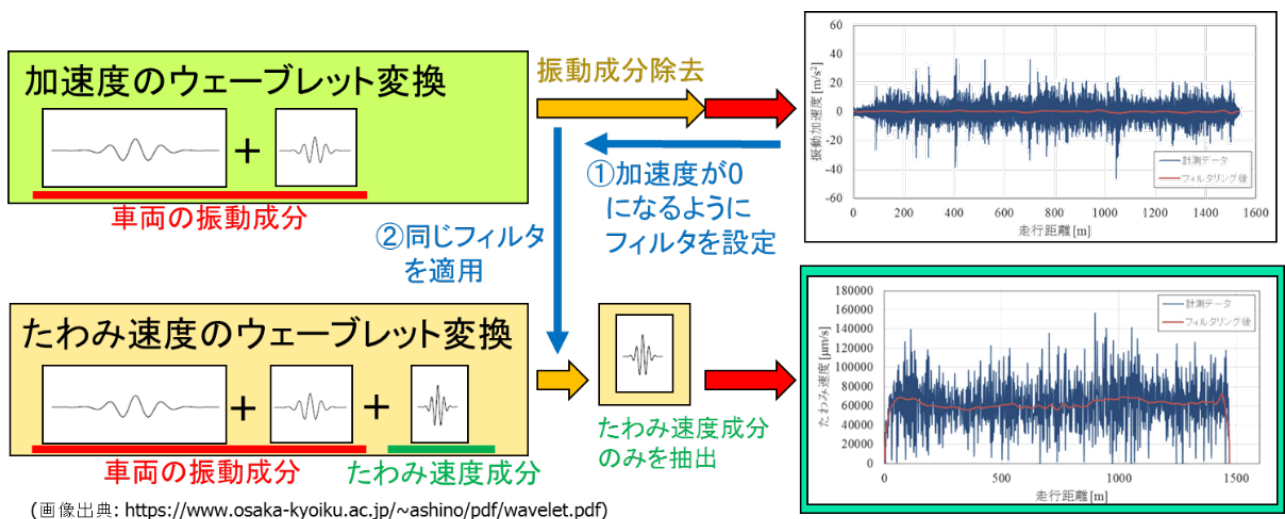 加速度のウェーブレット変換
+
車両の振動成分
振動成分除去
①加速度が0
になるように
フィルタを設定
②同じフィルタ
を適用
たわみ速度のウェーブレット変換
+
+
車両の振動成分
たわみ速度成分
たわみ速度成分
のみを抽出
60
40
20
0
-20
-40
-60
振動加速度[m/s²]
計測データ
フィルタリング後
0 200 400 600 800 1000 1200 1400 1600
走行距離[m]
180000
160000
140000
120000
100000
80000
60000
40000
20000
0
たわみ速度[μm/s]
計測データ
フィルタリング後
0 500 1000 1500
走行距離[m]
(画像出典: https://www.osaka-kyoiku.ac.jp/~ashino/pdf/wavelet.pdf)